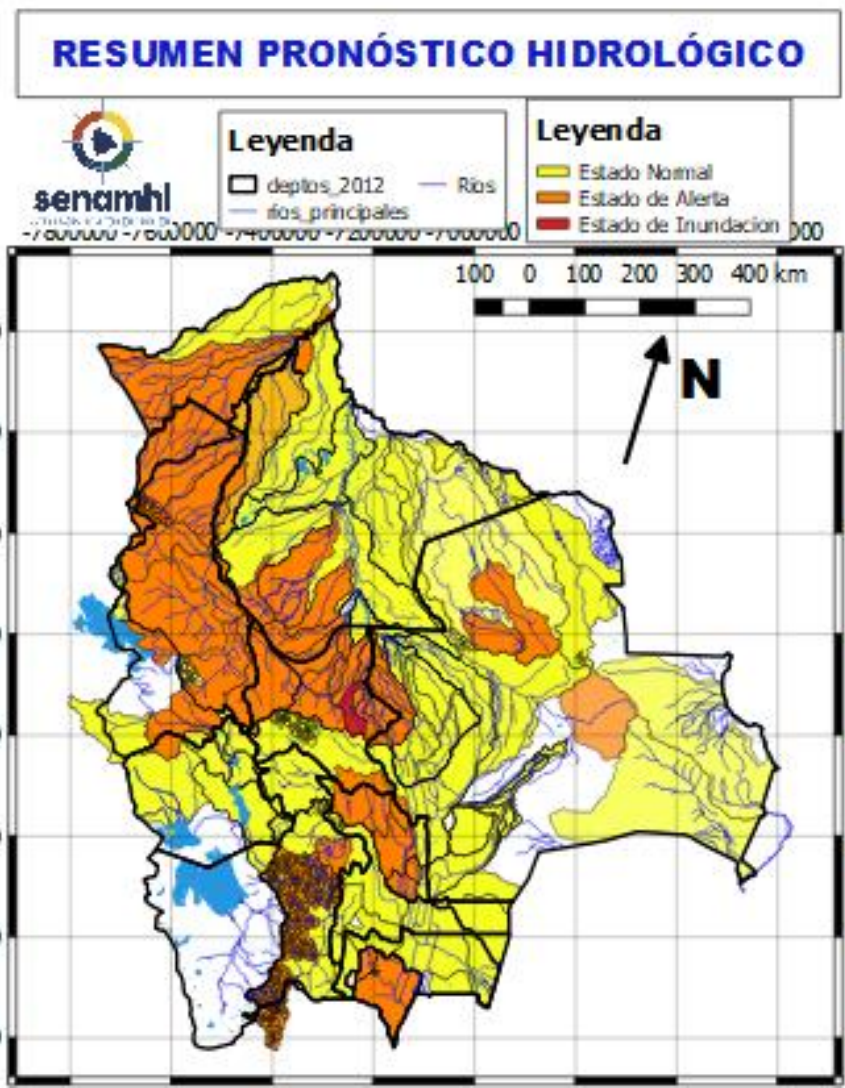 RESUMEN PRONÓSTICO HIDROLÓGICO
senamhi
Leyenda
deptos_2012
Rios
rios_principales
Leyenda
Estado Normal
Estado de Alerta
Estado de Inundacion
-7800000 -7600000 -7400000 -7200000 -7000000
100 0 100 200 300 400 km
N